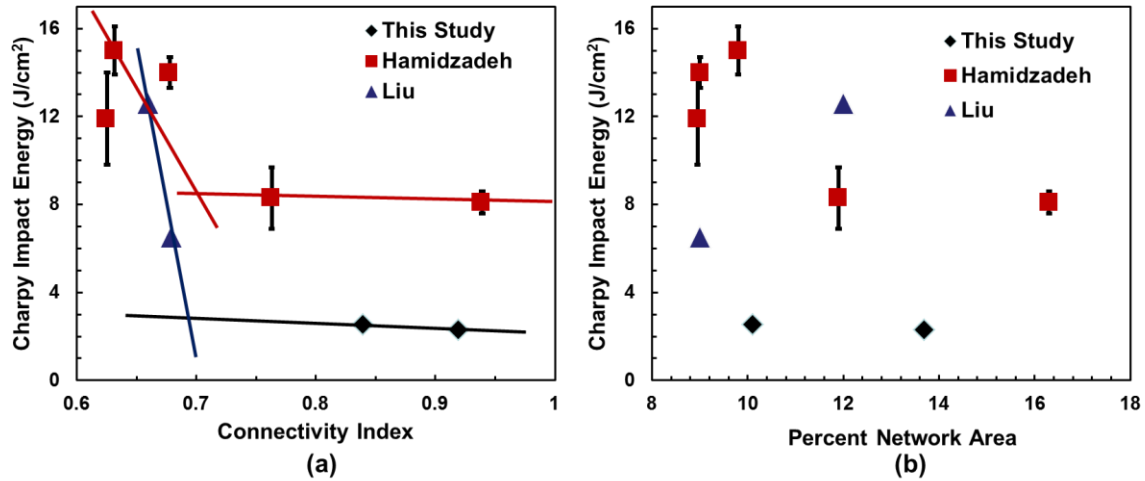 Charpy Impact Energy (J/cm²)
16
12
8
4
0
0.6 0.7 0.8 0.9 1
Connectivity Index
(a)
This Study
Hamidzadeh
Liu
Charpy Impact Energy (J/cm²)
16
12
8
4
0
8 10 12 14 16 18
Percent Network Area
(b)
This Study
Hamidzadeh
Liu